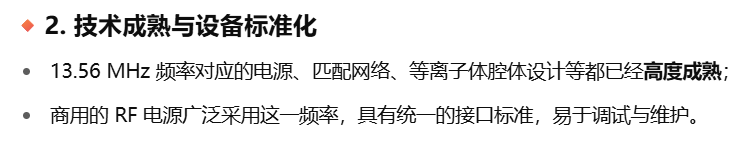 2. 技术成熟与设备标准化
13.56 MHz 频率对应的电源、匹配网络、等离子体腔体设计等都已经高度成熟；
商用的 RF 电源广泛采用这一频率，具有统一的接口标准，易于调试与维护。